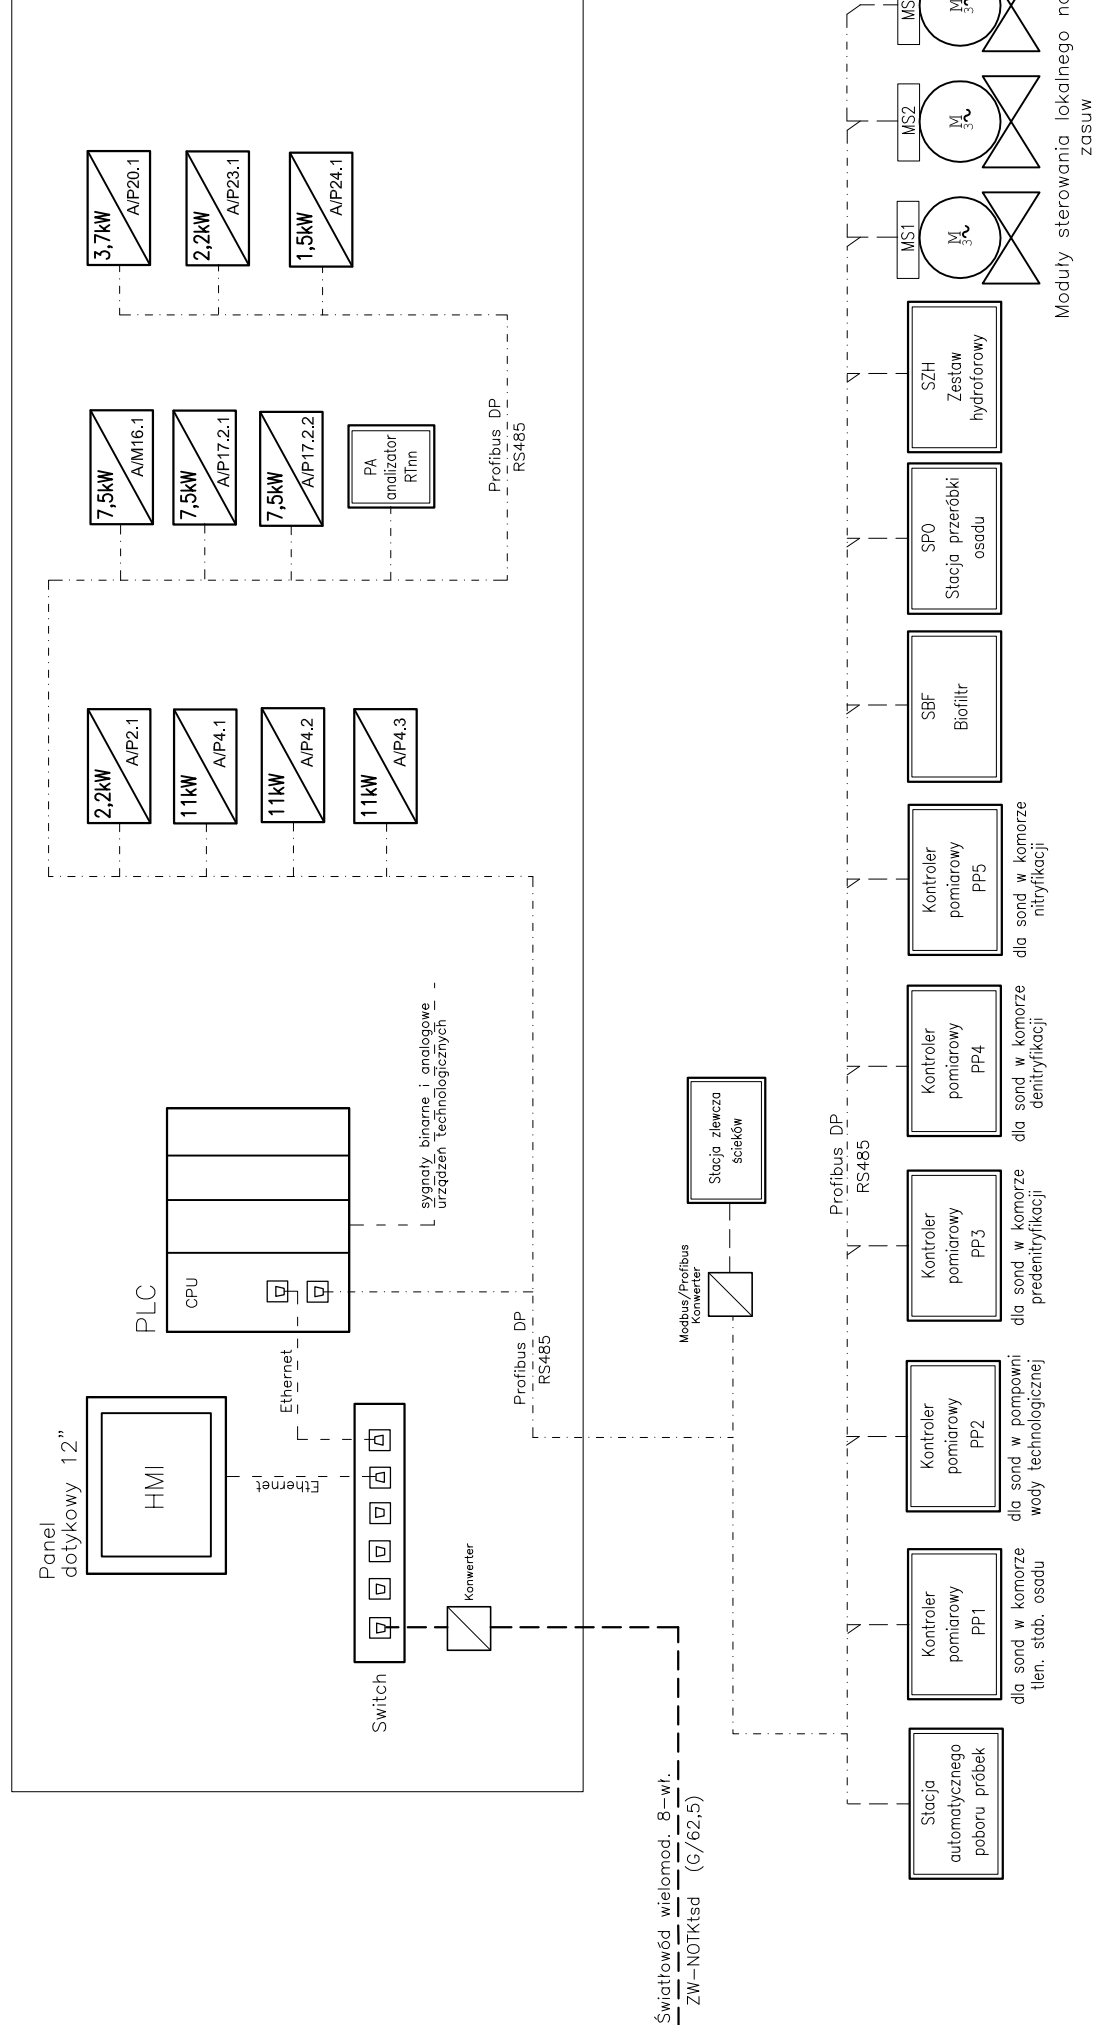 Panel
dotykowy 12”
HMI
PLC
CPU
Ethernet
Ethernet
Switch
Konwerter
sygnały binarne i analogowe
urządzeń technologicznych
Profibus DP
RS485
2,2kW
A/P2.1
11kW
A/P4.1
11kW
A/P4.2
11kW
A/P4.3
7,5kW
A/M16.1
7,5kW
A/P17.2.1
7,5kW
A/P17.2.2
PA
analizator
RTnn
Profibus DP
RS485
3,7kW
A/P20.1
2,2kW
A/P23.1
1,5kW
A/P24.1
Światłowód wielomod. 8-wł.
ZW-NOTKtsd (G/62,5)
Modbus/Profibus
Konwerter
Stacja zlewcza
ścieków
Profibus DP
RS485
Stacja
automatycznego
poboru próbek
Kontroler
pomiarowy
PP1
dla sond w komorze
tlen. stab. osadu
Kontroler
pomiarowy
PP2
dla sond w pompowni
wody technologicznej
Kontroler
pomiarowy
PP3
dla sond w komorze
predenitryfikacji
Kontroler
pomiarowy
PP4
dla sond w komorze
denitryfikacji
Kontroler
pomiarowy
PP5
dla sond w komorze
nitryfikacji
SBF
Biofiltr
SPO
Stacja przeróbki
osadu
SZH
Zestaw
hydroforowy
MS1
M
3~
MS2
M
3~
MS
M
3~
Moduły sterowania lokalnego
zasuw